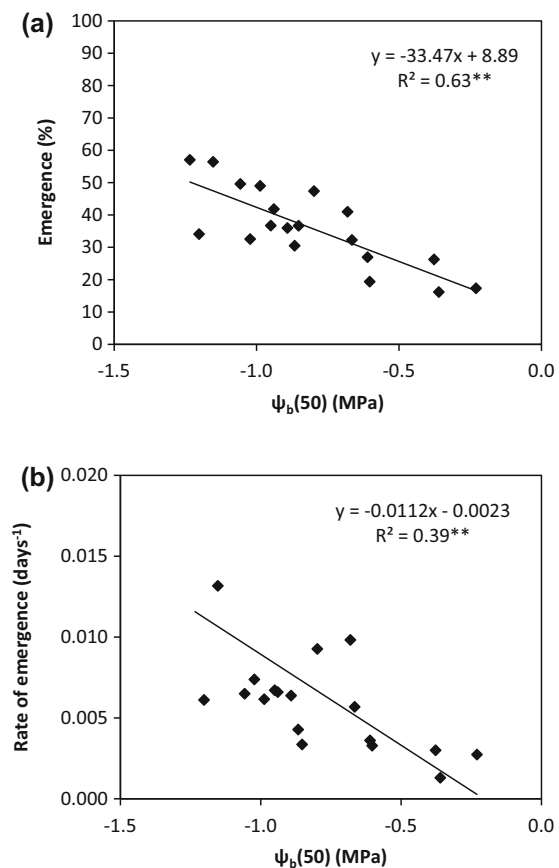 (a)
y = -33.47x + 8.89
R² = 0.63**
Emergence (%)
100
90
80
70
60
50
40
30
20
10
0
-1.5
-1.0
-0.5
0.0
ψb(50) (MPa)
(b)
y = -0.0112x - 0.0023
R² = 0.39**
Rate of emergence (days⁻¹)
0.020
0.015
0.010
0.005
0.000
-1.5
-1.0
-0.5
0.0
ψb(50) (MPa)